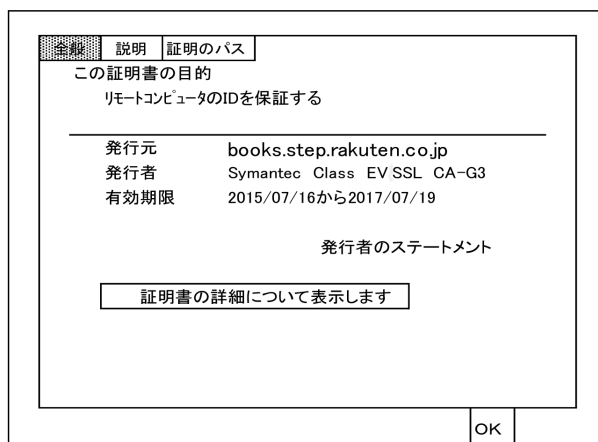 全般 説明 証明のパス
この証明書の目的
ﾘﾓｰﾄｺﾝﾋﾟｭｰﾀのIDを保証する
発行元 books.step.rakuten.co.jp
発行者 Symantec Class EV SSL CA-G3
有効期限 2015/07/16から2017/07/19
発行者のステートメント
証明書の詳細について表示します
OK